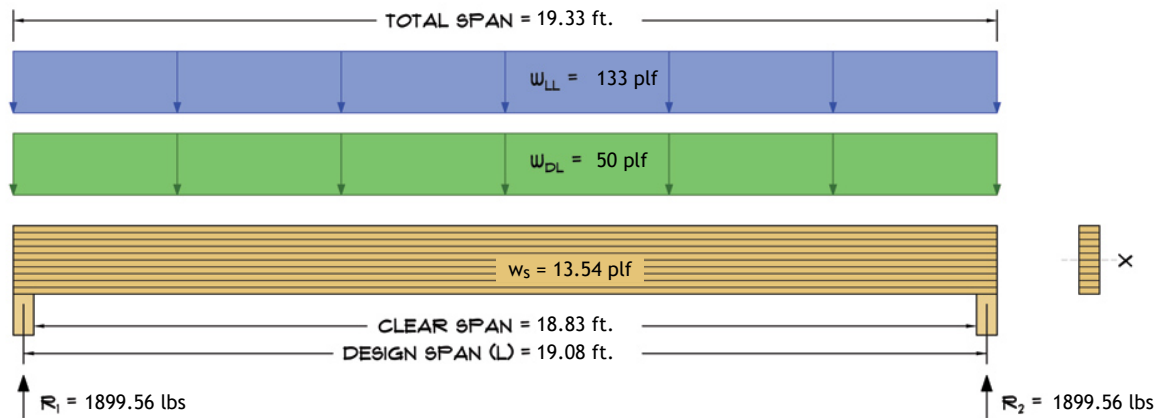 TOTAL SPAN = 19.33 ft.
WLL = 133 plf
WDL = 50 plf
ws = 13.54 plf
X
CLEAR SPAN = 18.83 ft.
DESIGN SPAN (L) = 19.08 ft.
R1 = 1899.56 lbs
R2 = 1899.56 lbs